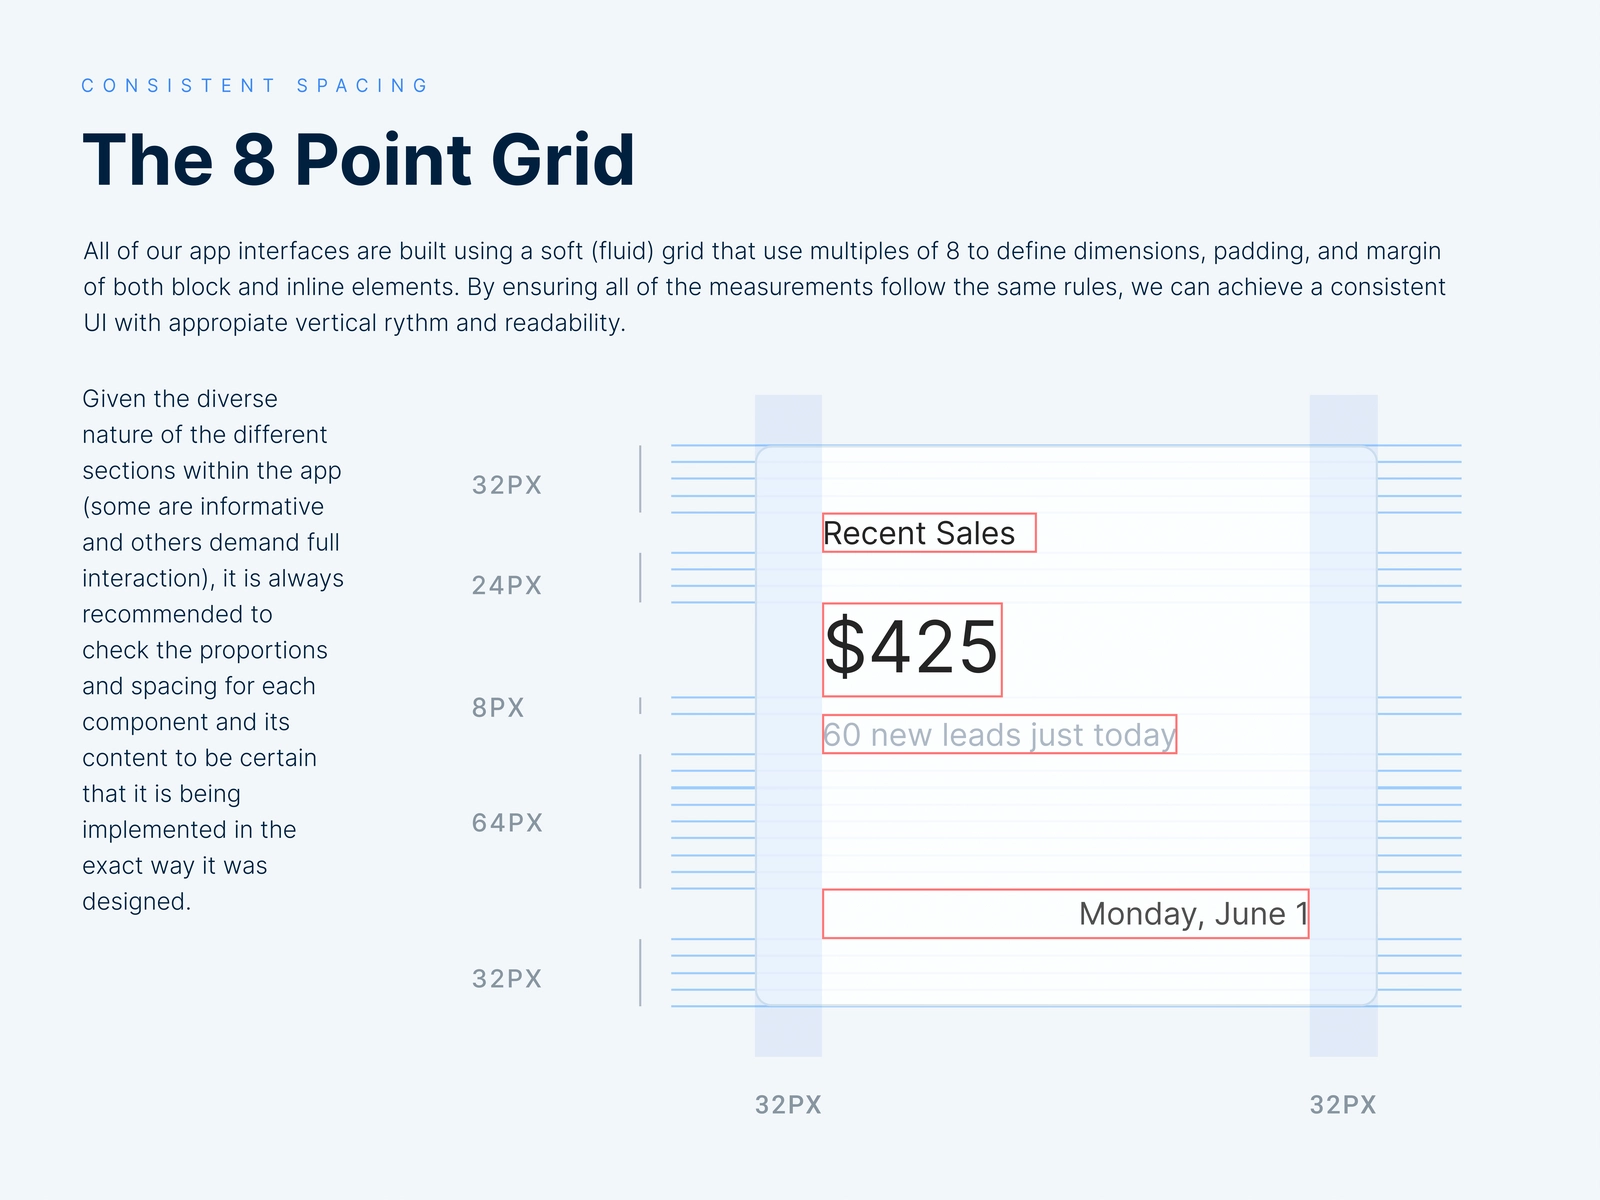 CONSISTENT SPACING
The 8 Point Grid
All of our app interfaces are built using a soft (fluid) grid that use multiples of 8 to define dimensions, padding, and margin
of both block and inline elements. By ensuring all of the measurements follow the same rules, we can achieve a consistent
UI with appropiate vertical rythm and readability.
Given the diverse
nature of the different
sections within the app
(some are informative
and others demand full
interaction), it is always
recommended to
check the proportions
and spacing for each
component and its
content to be certain
that it is being
implemented in the
exact way it was
designed.
32PX
Recent Sales
24PX
$425
8PX
60 new leads just today
64PX
Monday, June 1
32PX
32PX
32PX